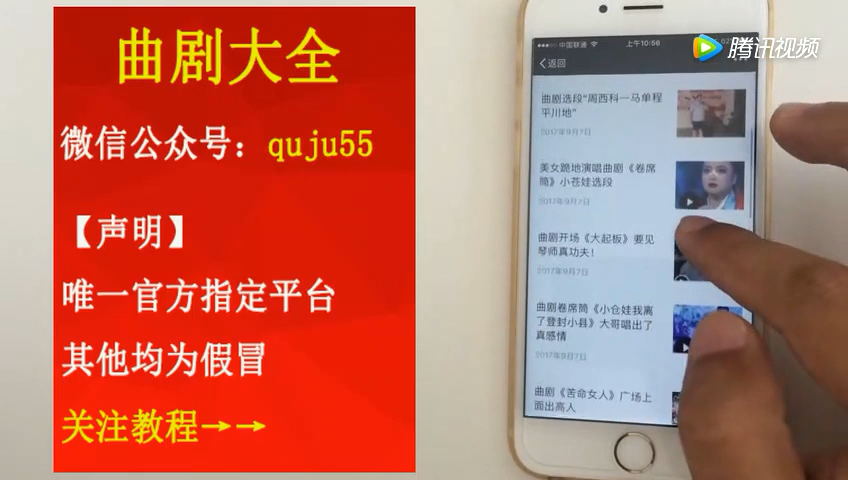 曲剧大全
微信公众号：quju55
【声明】
唯一官方指定平台
其他均为假冒
关注教程→→
腾讯视频
中国联通
上午10:56
返回
曲剧选段“周西科一马单程
平川地”
2017年9月7日
美女跪地演唱曲剧《卷席
筒》小苍娃选段
2017年9月7日
曲剧开场《大起板》要见
琴师真功夫！
2017年9月7日
曲剧卷席筒《小仓娃我离
了登封小县》大哥唱出了
真感情
2017年9月7日
曲剧《苦命女人》广场上
面出高人